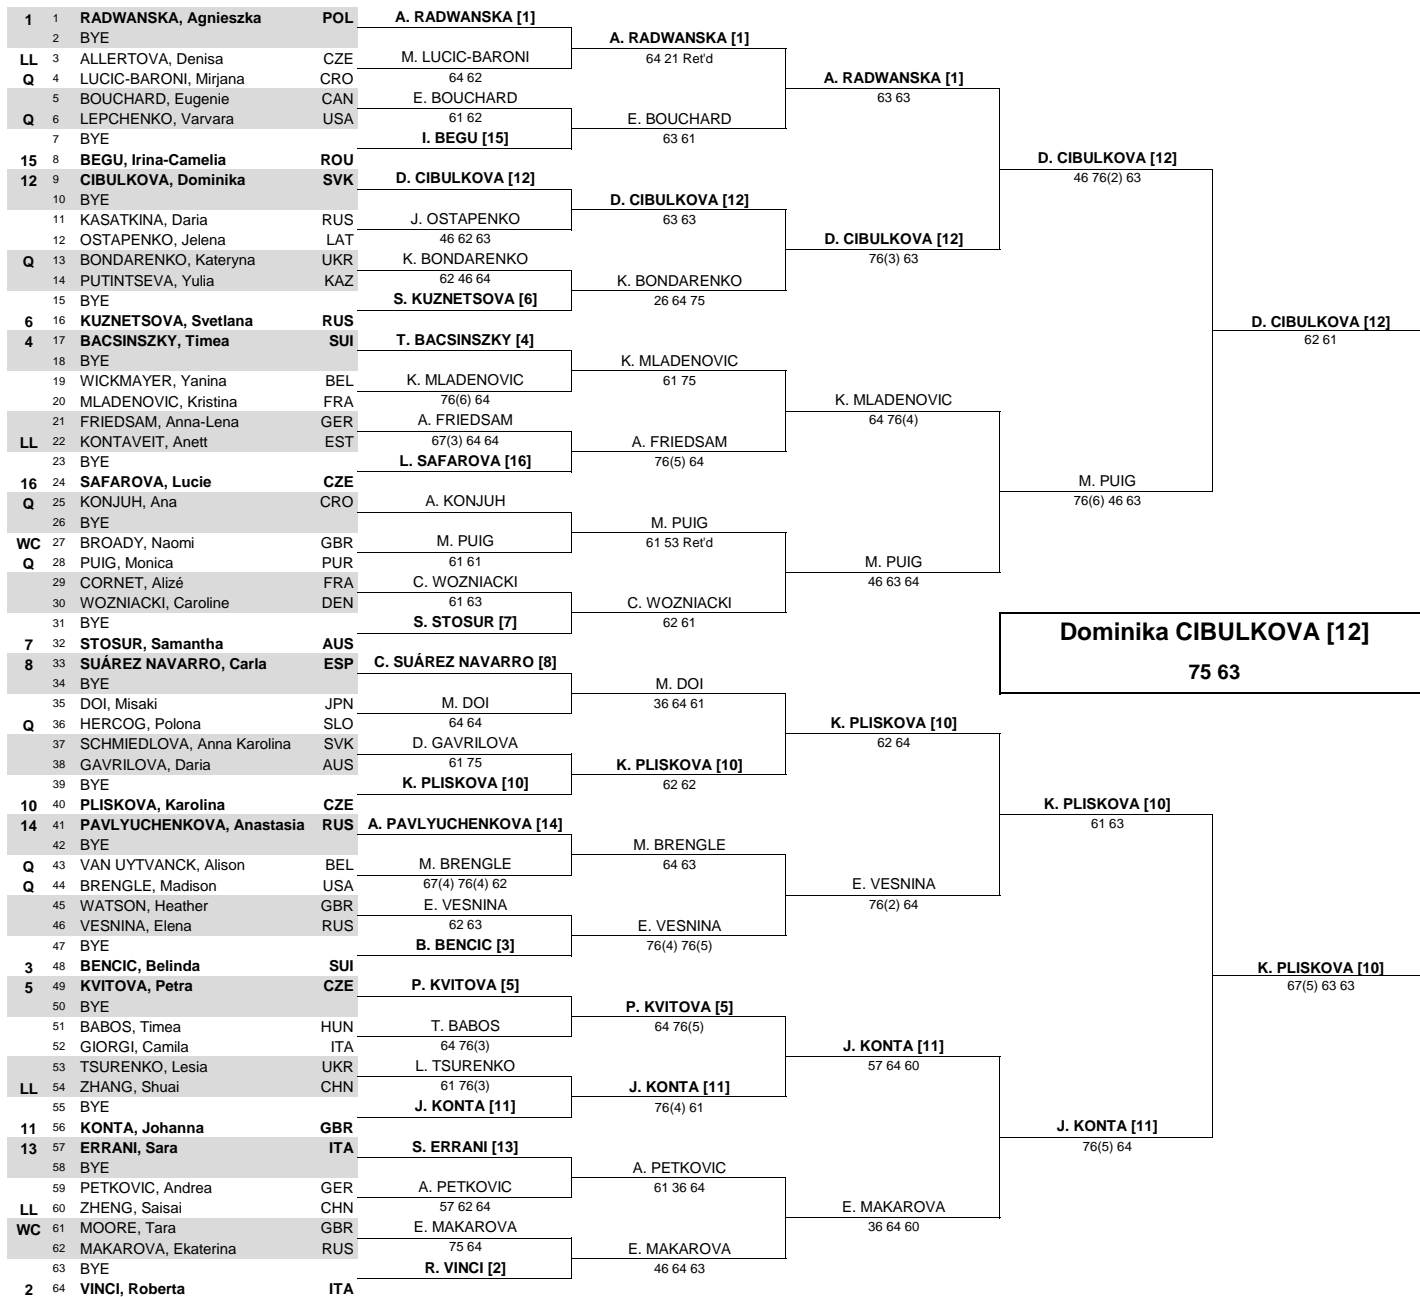 1 1 RADWANSKA, Agnieszka POL
2 BYE
LL 3 ALLERTOVA, Denisa CZE
Q 4 LUCIC-BARONI, Mirjana CRO
5 BOUCHARD, Eugenie CAN
Q 6 LEPCHENKO, Varvara USA
7 BYE
15 8 BEGU, Irina-Camelia ROU
12 9 CIBULKOVA, Dominika SVK
10 BYE
11 KASATKINA, Daria RUS
12 OSTAPENKO, Jelena LAT
Q 13 BONDARENKO, Kateryna UKR
14 PUTINTSEVA, Yulia KAZ
15 BYE
6 16 KUZNETSOVA, Svetlana RUS
4 17 BACSINSZKY, Timea SUI
18 BYE
19 WICKMAYER, Yanina BEL
20 MLADENOVIC, Kristina FRA
21 FRIEDSAM, Anna-Lena GER
LL 22 KONTAVEIT, Anett EST
23 BYE
16 24 SAFAROVA, Lucie CZE
Q 25 KONJUH, Ana CRO
26 BYE
WC 27 BROADY, Naomi GBR
Q 28 PUIG, Monica PUR
29 CORNET, Alizé FRA
30 WOZNIACKI, Caroline DEN
31 BYE
7 32 STOSUR, Samantha AUS
8 33 SUÁREZ NAVARRO, Carla ESP
34 BYE
35 DOI, Misaki JPN
Q 36 HERCOG, Polona SLO
37 SCHMIEDLOVA, Anna Karolina SVK
38 GAVRILOVA, Daria AUS
39 BYE
10 40 PLISKOVA, Karolina CZE
14 41 PAVLYUCHENKOVA, Anastasia RUS
42 BYE
Q 43 VAN UYTVANCK, Alison BEL
Q 44 BRENGLE, Madison USA
45 WATSON, Heather GBR
46 VESNINA, Elena RUS
47 BYE
3 48 BENCIC, Belinda SUI
5 49 KVITOVA, Petra CZE
50 BYE
51 BABOS, Timea HUN
52 GIORGI, Camila ITA
53 TSURENKO, Lesia UKR
LL 54 ZHANG, Shuai CHN
55 BYE
11 56 KONTA, Johanna GBR
13 57 ERRANI, Sara ITA
58 BYE
59 PETKOVIC, Andrea GER
LL 60 ZHENG, Saisai CHN
WC 61 MOORE, Tara GBR
62 MAKAROVA, Ekaterina RUS
63 BYE
2 64 VINCI, Roberta ITA
A. RADWANSKA [1]
M. LUCIC-BARONI
64 62
E. BOUCHARD
61 62
I. BEGU [15]
D. CIBULKOVA [12]
J. OSTAPENKO
46 62 63
K. BONDARENKO
62 46 64
S. KUZNETSOVA [6]
T. BACSINSZKY [4]
K. MLADENOVIC
76(6) 64
A. FRIEDSAM
67(3) 64 64
L. SAFAROVA [16]
A. KONJUH
M. PUIG
61 61
C. WOZNIACKI
61 63
S. STOSUR [7]
C. SUÁREZ NAVARRO [8]
M. DOI
64 64
D. GAVRILOVA
61 75
K. PLISKOVA [10]
A. PAVLYUCHENKOVA [14]
M. BRENGLE
67(4) 76(4) 62
E. VESNINA
62 63
B. BENCIC [3]
P. KVITOVA [5]
T. BABOS
64 76(3)
L. TSURENKO
61 76(3)
J. KONTA [11]
S. ERRANI [13]
A. PETKOVIC
57 62 64
E. MAKAROVA
75 64
R. VINCI [2]
A. RADWANSKA [1]
64 21 Ret'd
E. BOUCHARD
63 61
D. CIBULKOVA [12]
63 63
K. BONDARENKO
26 64 75
K. MLADENOVIC
61 75
A. FRIEDSAM
76(5) 64
M. PUIG
61 53 Ret'd
C. WOZNIACKI
62 61
M. DOI
36 64 61
K. PLISKOVA [10]
62 62
M. BRENGLE
64 63
E. VESNINA
76(4) 76(5)
P. KVITOVA [5]
64 76(5)
J. KONTA [11]
76(4) 61
A. PETKOVIC
61 36 64
E. MAKAROVA
46 64 63
A. RADWANSKA [1]
63 63
D. CIBULKOVA [12]
76(3) 63
K. MLADENOVIC
64 76(4)
M. PUIG
46 63 64
K. PLISKOVA [10]
62 64
E. VESNINA
76(2) 64
J. KONTA [11]
57 64 60
E. MAKAROVA
36 64 60
D. CIBULKOVA [12]
46 76(2) 63
M. PUIG
76(6) 46 63
K. PLISKOVA [10]
61 63
J. KONTA [11]
76(5) 64
D. CIBULKOVA [12]
62 61
K. PLISKOVA [10]
67(5) 63 63
Dominika CIBULKOVA [12]
75 63